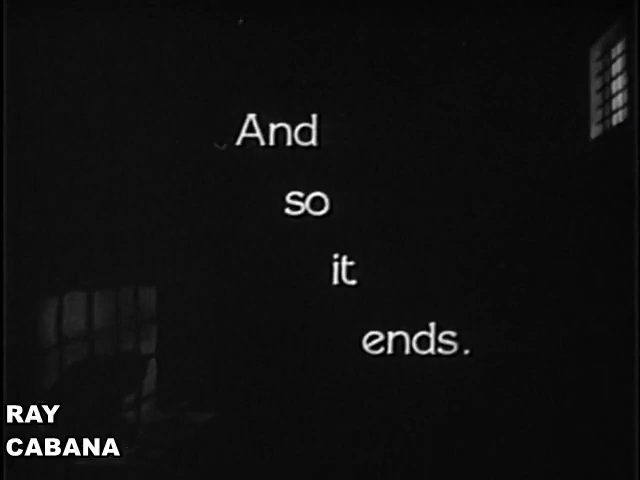 And
so
it
ends.
RAY
CABANA